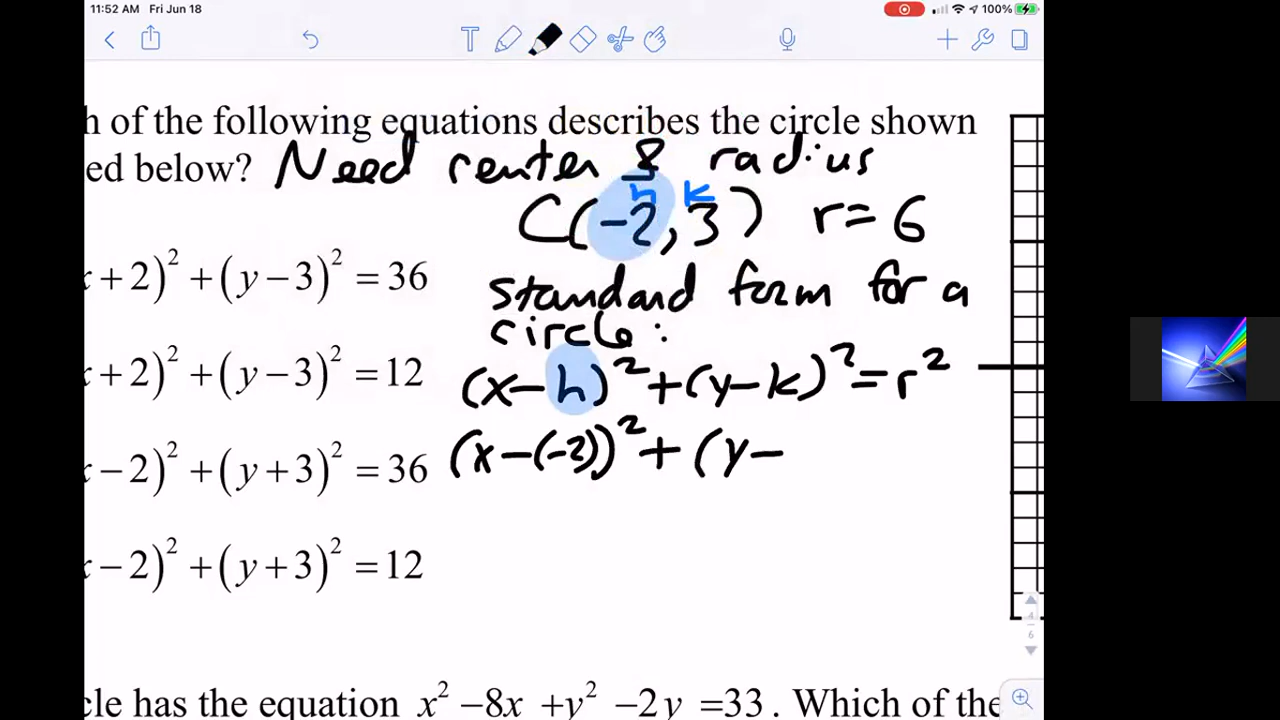 11:52 AM Fri Jun 18 100%
h of the following equations describes the circle shown
ed below? Need center & radius
h k
C(-2, 3) r = 6
x + 2)² + (y − 3)² = 36
standard form for a
circle:
x + 2)² + (y − 3)² = 12
(x − h)² + (y − k)² = r²
x − 2)² + (y + 3)² = 36
(x − (−2))² + (y −
x − 2)² + (y + 3)² = 12
4
6
cle has the equation x² − 8x + y² − 2y = 33. Which of the